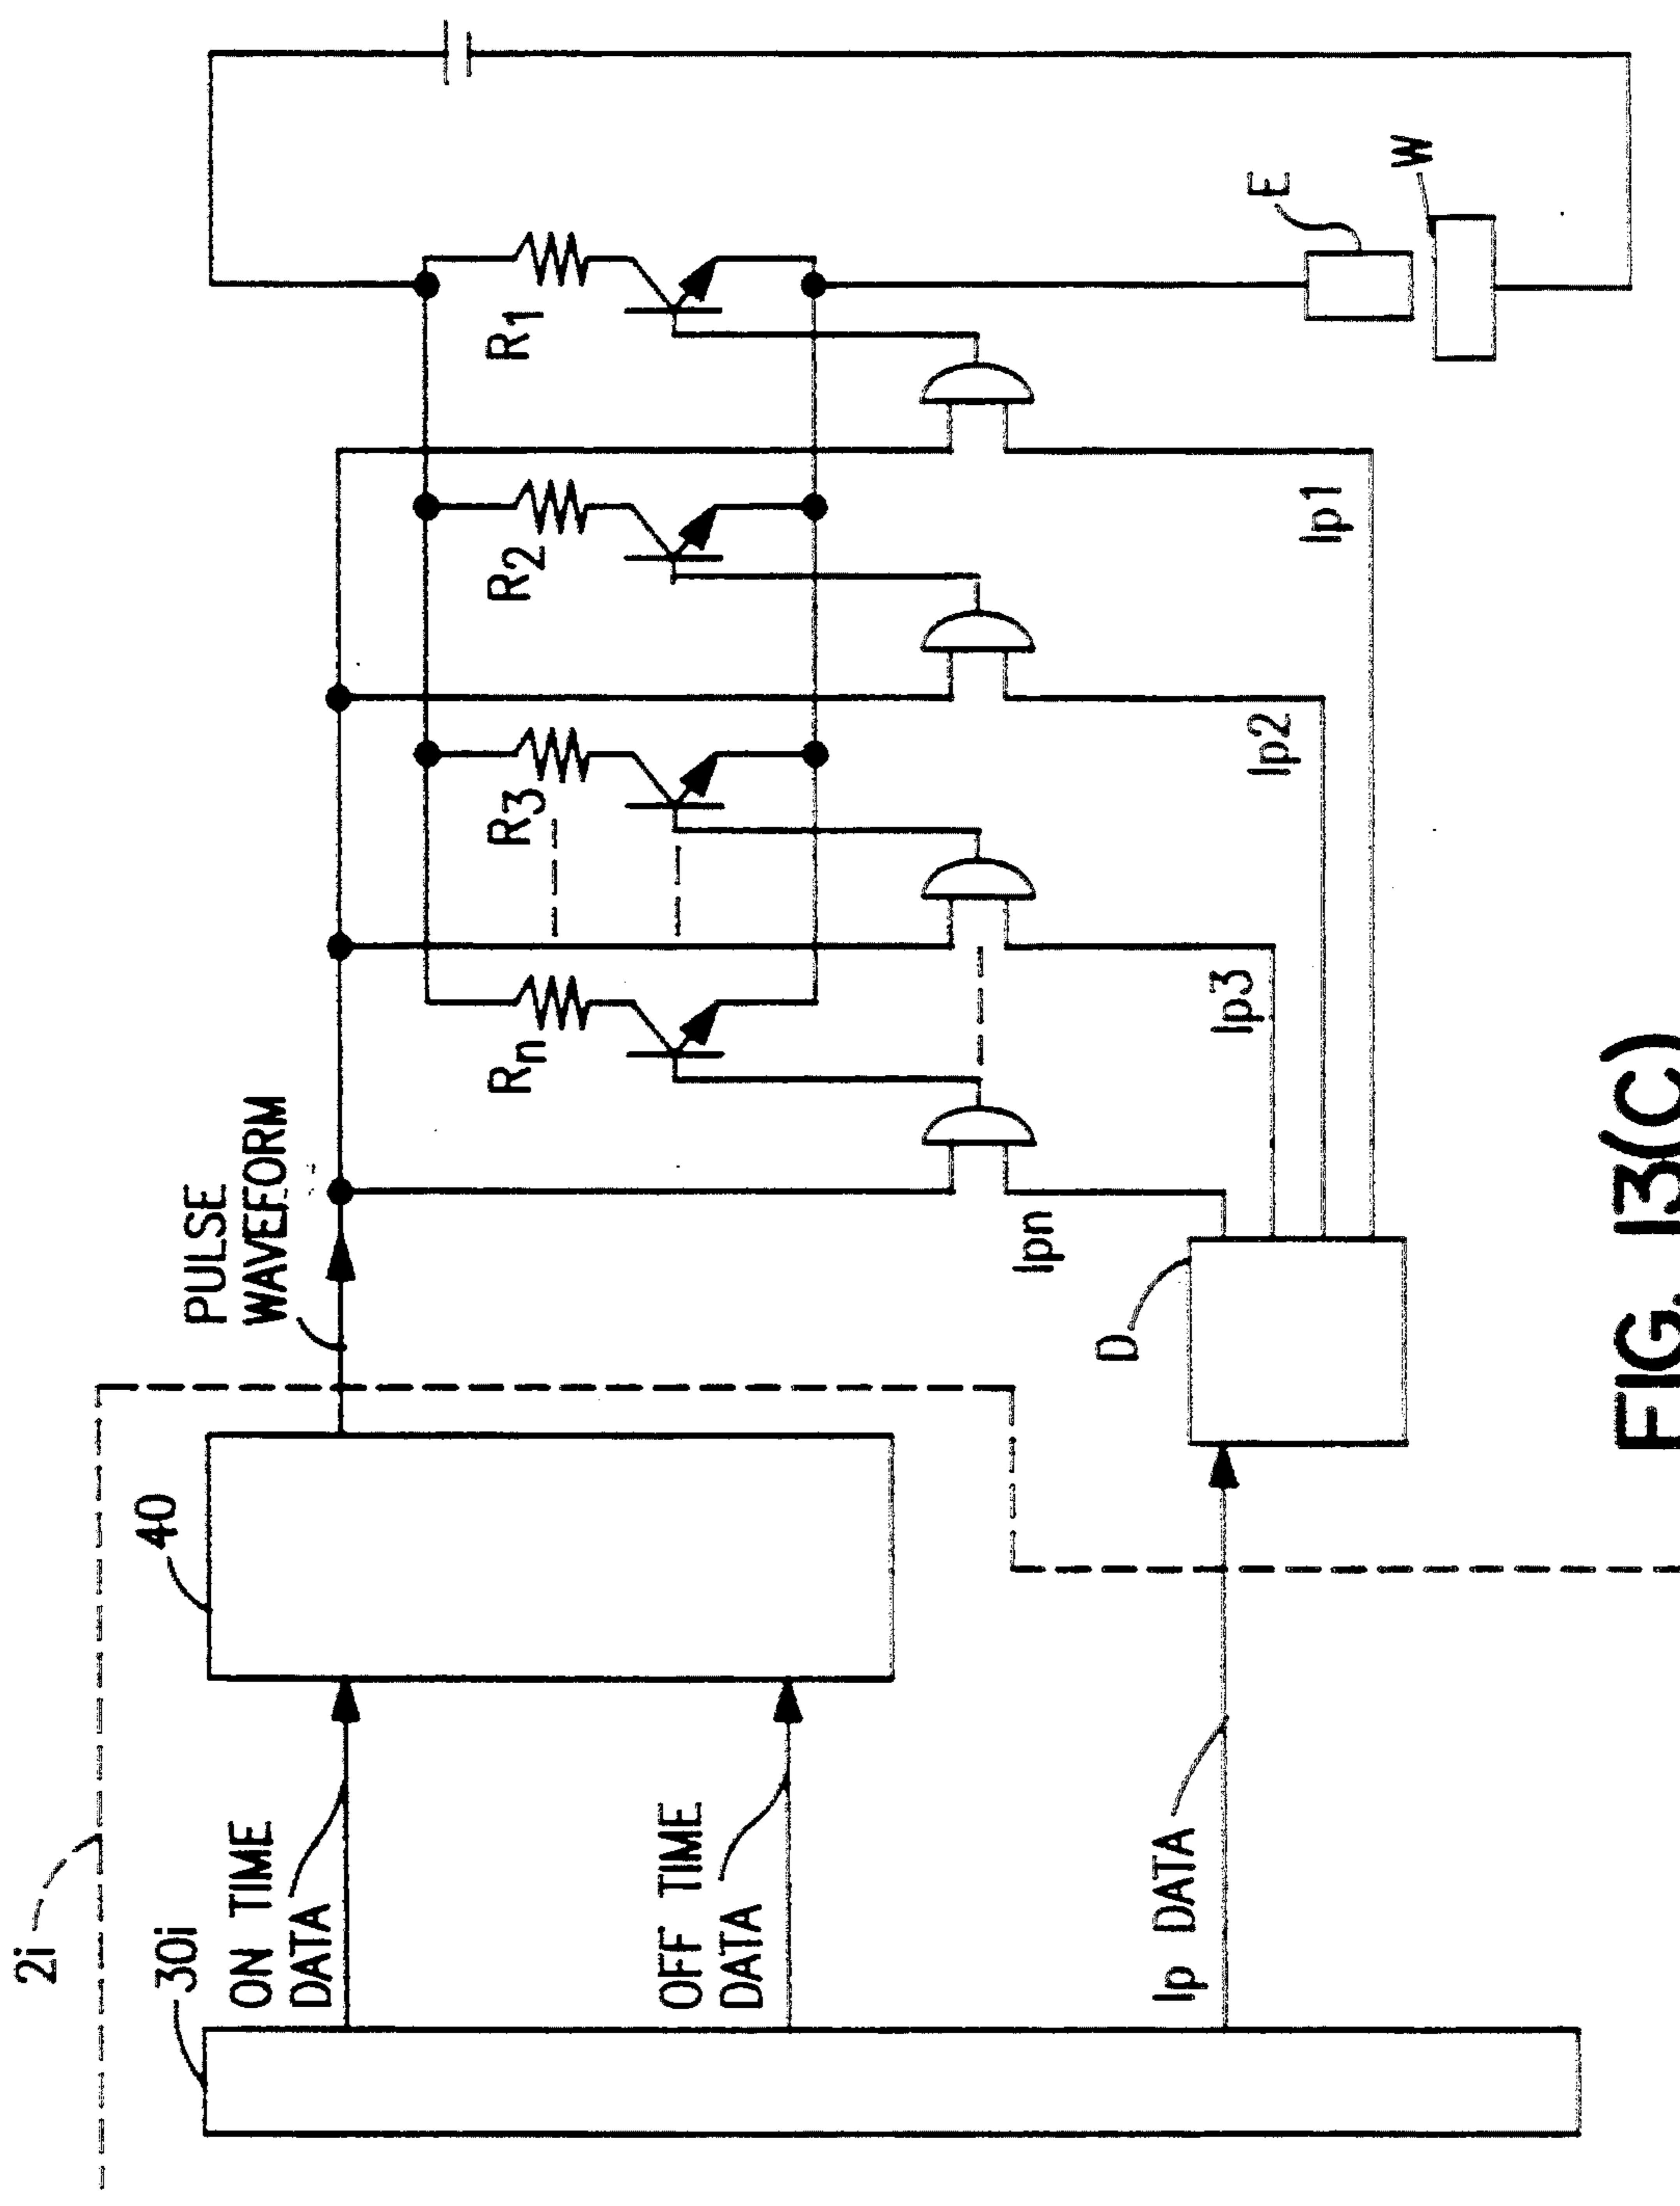 2i
30i
ON TIME
DATA
OFF TIME
DATA
Ip DATA
40
PULSE
WAVEFORM
D
Ipn
Ip3
Ip2
Ip1
Rn
R3
R2
R1
E
W
FIG. 13(C)